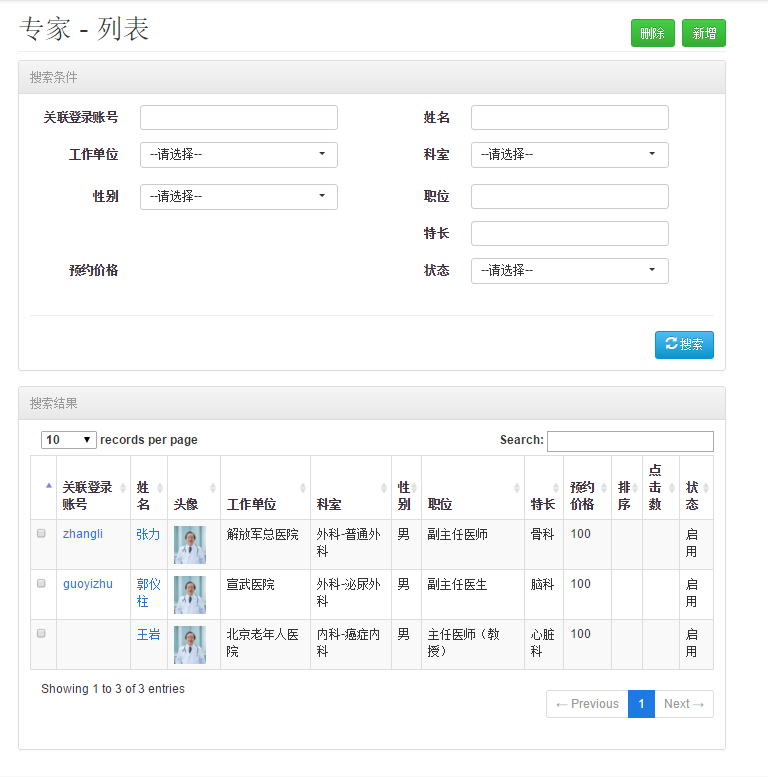 专家 - 列表
删除 新增
搜索条件
关联登录账号 姓名
工作单位 --请选择-- 科室 --请选择--
性别 --请选择-- 职位
特长
预约价格 状态 --请选择--
搜索
搜索结果
10 records per page Search:
关联登录账号 姓名 头像 工作单位 科室 性别 职位 特长 预约价格 排序 点击数 状态
zhangli 张力 解放军总医院 外科-普通外科 男 副主任医师 骨科 100 启用
guoyizhu 郭仪柱 宣武医院 外科-泌尿外科 男 副主任医生 脑科 100 启用
王岩 北京老年人医院 内科-癌症内科 男 主任医师（教授） 心脏科 100 启用
Showing 1 to 3 of 3 entries
← Previous 1 Next →